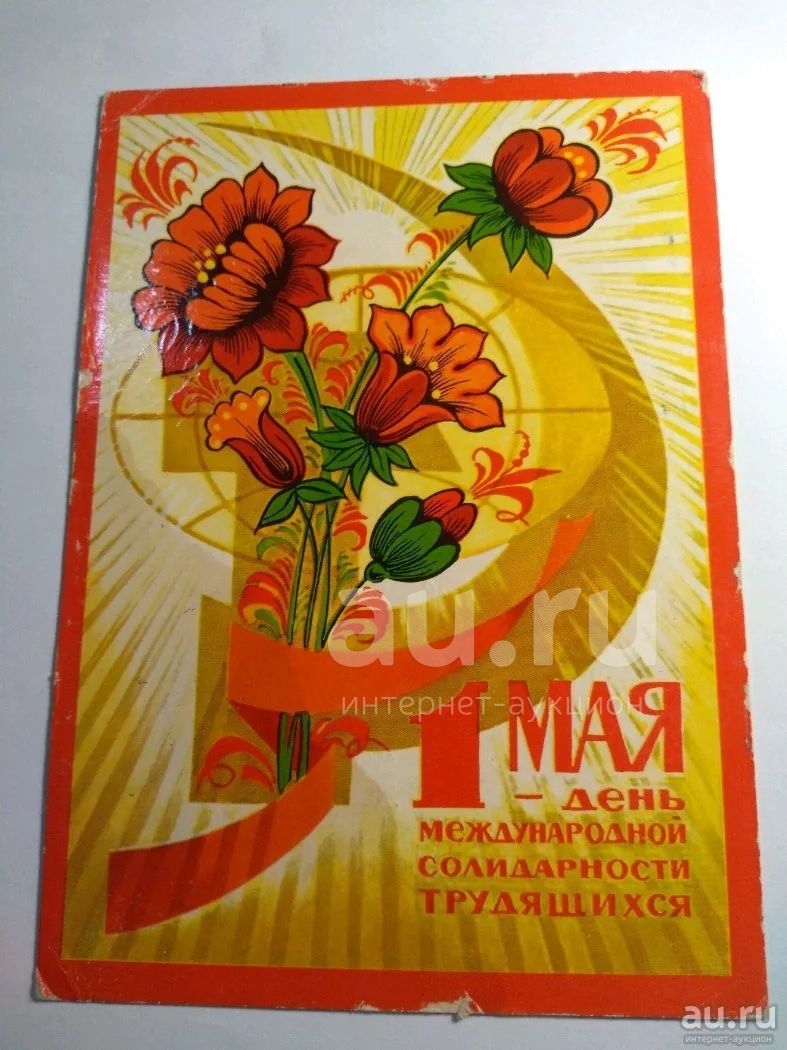 au.ru
интернет-аукцион
1 МАЯ
– ДЕНЬ
МЕЖДУНАРОДНОЙ
СОЛИДАРНОСТИ
ТРУДЯЩИХСЯ
au.ru
интернет-аукцион